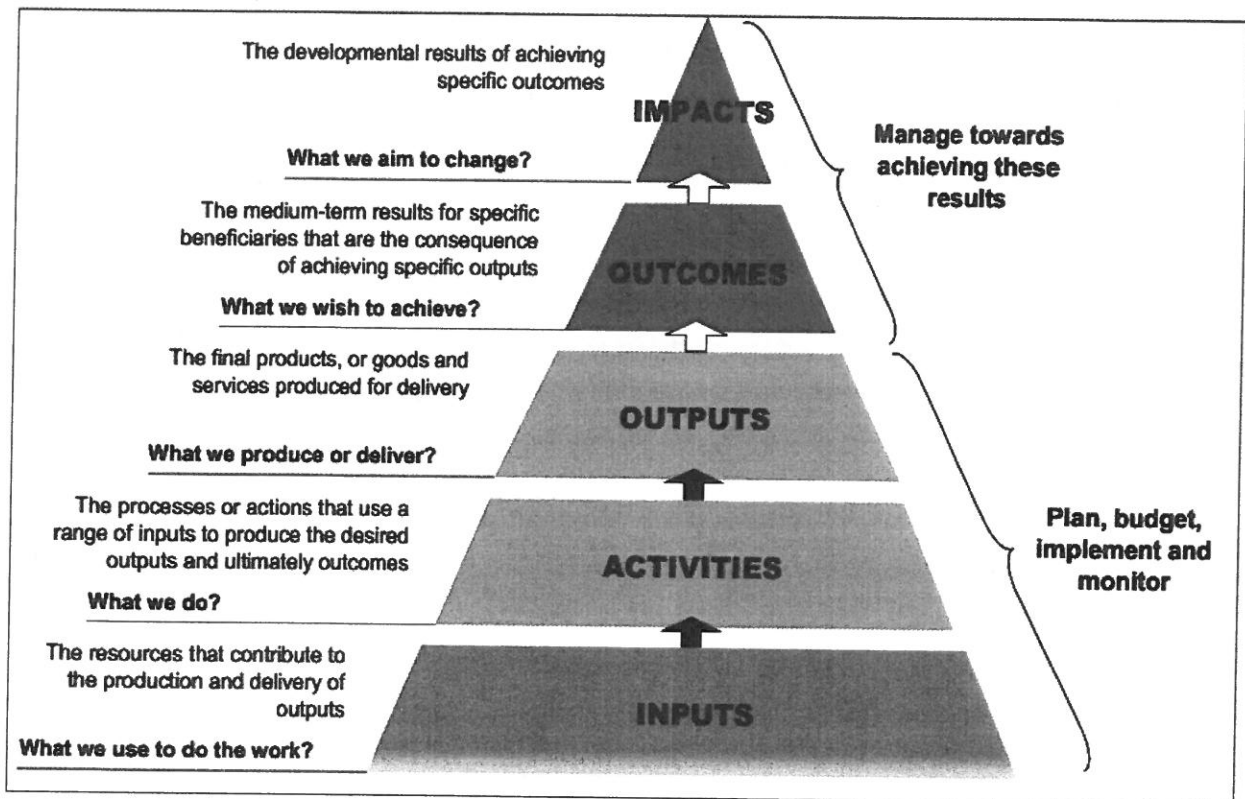 The developmental results of achieving
specific outcomes
IMPACTS
What we aim to change?
Manage towards
achieving these
results
The medium-term results for specific
beneficiaries that are the consequence
of achieving specific outputs
OUTCOMES
What we wish to achieve?
The final products, or goods and
services produced for delivery
OUTPUTS
What we produce or deliver?
The processes or actions that use a
range of inputs to produce the desired
outputs and ultimately outcomes
ACTIVITIES
What we do?
Plan, budget,
implement and
monitor
The resources that contribute to
the production and delivery of
outputs
INPUTS
What we use to do the work?